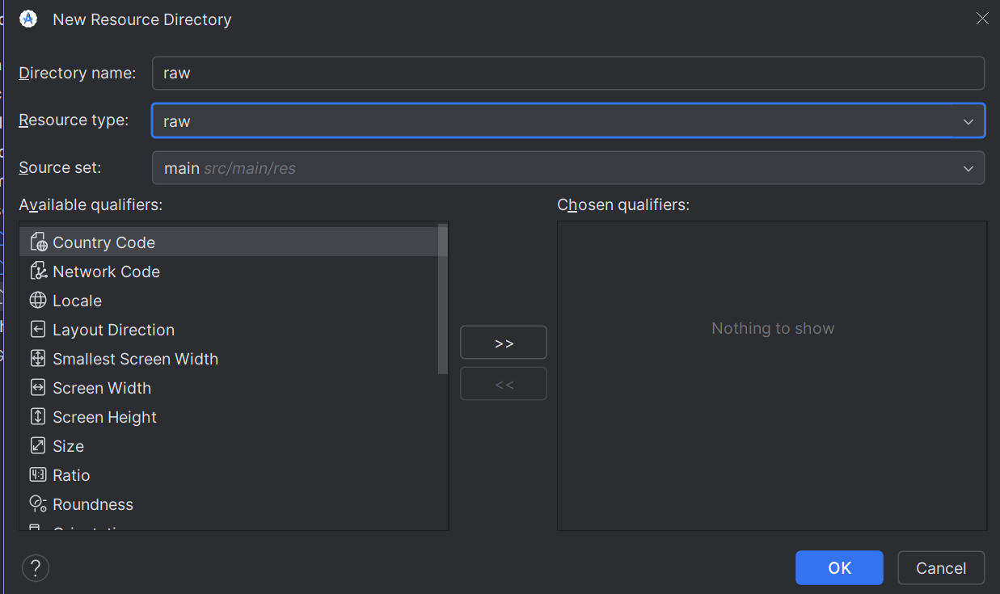 New Resource Directory
Directory name: raw
Resource type: raw
Source set: main src/main/res
Available qualifiers:
Chosen qualifiers:
Country Code
Network Code
Locale
Layout Direction
Smallest Screen Width
Screen Width
Screen Height
Size
Ratio
Roundness
>>
<<
Nothing to show
?
OK
Cancel